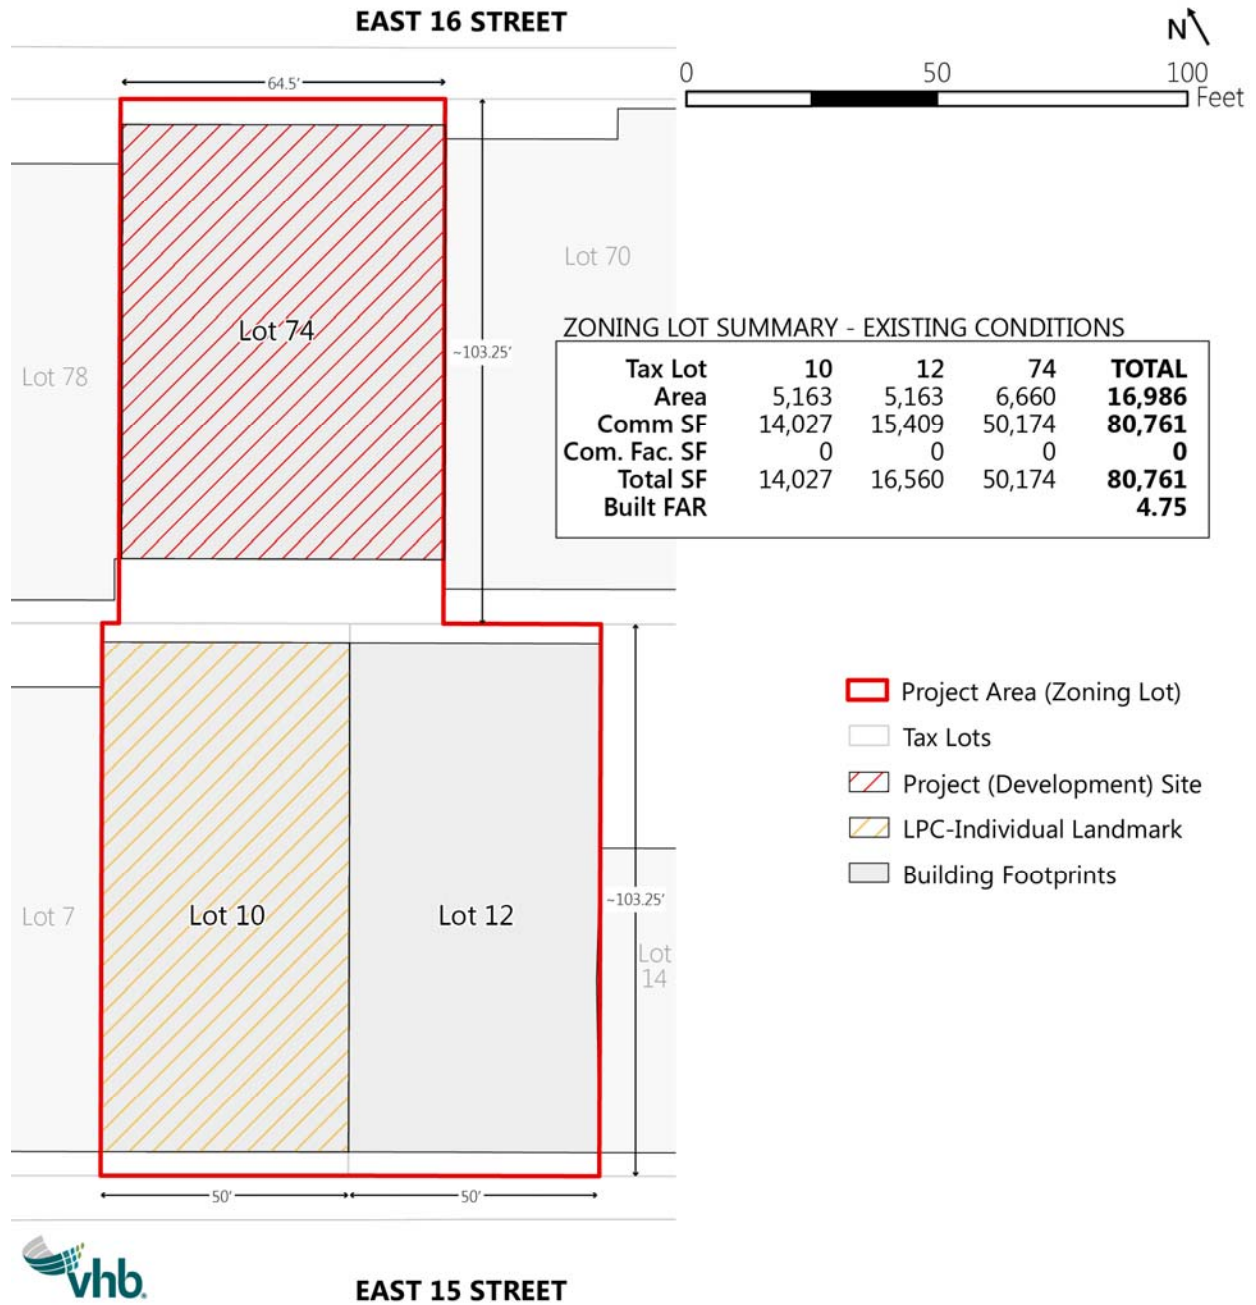 EAST 16 STREET
N
64.5'
0 50 100
Feet
Lot 70
Lot 74
~103.25'
Lot 78
ZONING LOT SUMMARY - EXISTING CONDITIONS
Tax Lot 10 12 74 TOTAL
Area 5,163 5,163 6,660 16,986
Comm SF 14,027 15,409 50,174 80,761
Com. Fac. SF 0 0 0 0
Total SF 14,027 16,560 50,174 80,761
Built FAR 4.75
Project Area (Zoning Lot)
Tax Lots
Project (Development) Site
LPC-Individual Landmark
Building Footprints
Lot 7
Lot 10
Lot 12
~103.25'
Lot
14
50' 50'
vhb.
EAST 15 STREET